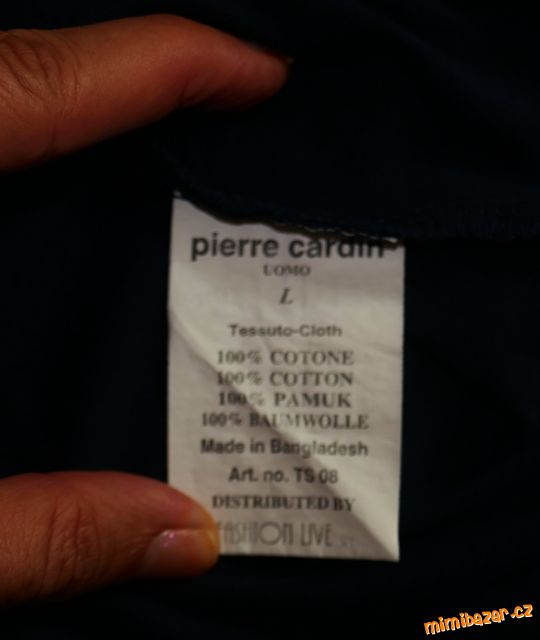 pierre cardin
UOMO
L
Tessuto-Cloth
100% COTONE
100% COTTON
100% PAMUK
100% BAUMWOLLE
Made in Bangladesh
Art. no. TS 08
DISTRIBUTED BY
FASHION LIVE
mimibazar.cz